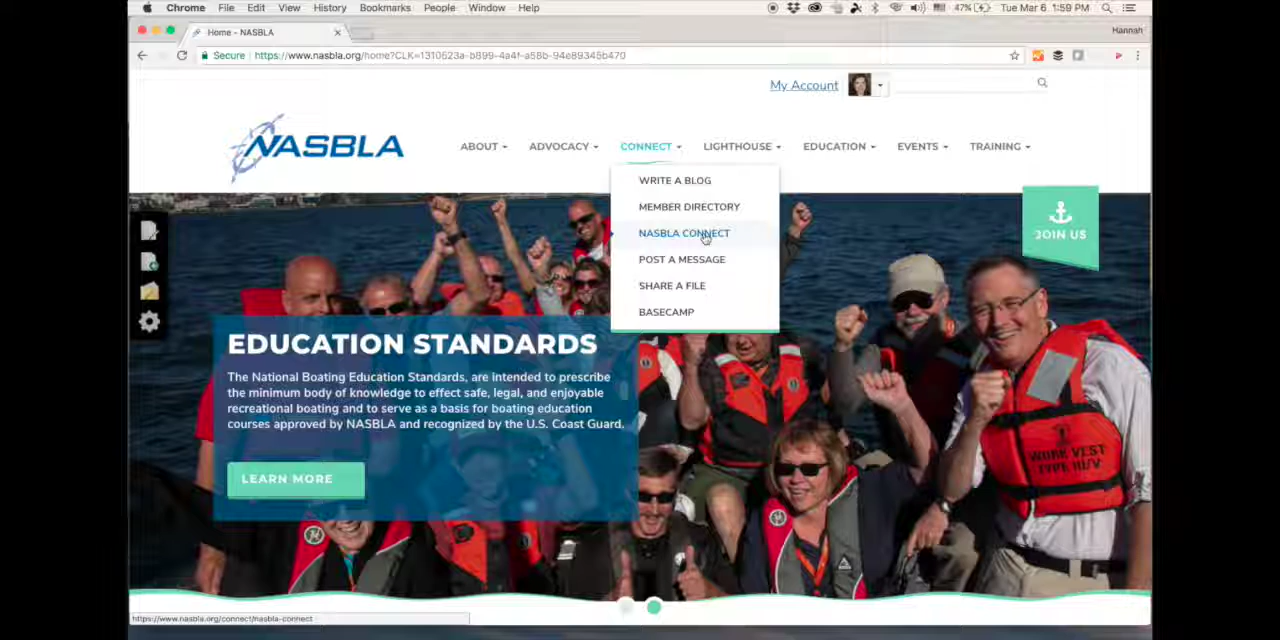 Chrome File Edit View History Bookmarks People Window Help
47% Tue Mar 6 1:59 PM
Home - NASBLA
Hannah
Secure https://www.nasbla.org/home?CLK=1310523a-b899-4a4f-a58b-94e89345b470
My Account
NASBLA
ABOUT ADVOCACY CONNECT LIGHTHOUSE EDUCATION EVENTS TRAINING
WRITE A BLOG
MEMBER DIRECTORY
NASBLA CONNECT
POST A MESSAGE
SHARE A FILE
BASECAMP
JOIN US
EDUCATION STANDARDS
The National Boating Education Standards, are intended to prescribe
the minimum body of knowledge to effect safe, legal, and enjoyable
recreational boating and to serve as a basis for boating education
courses approved by NASBLA and recognized by the U.S. Coast Guard.
LEARN MORE
WORK VEST
TYPE III/V
https://www.nasbla.org/connect/nasbla-connect